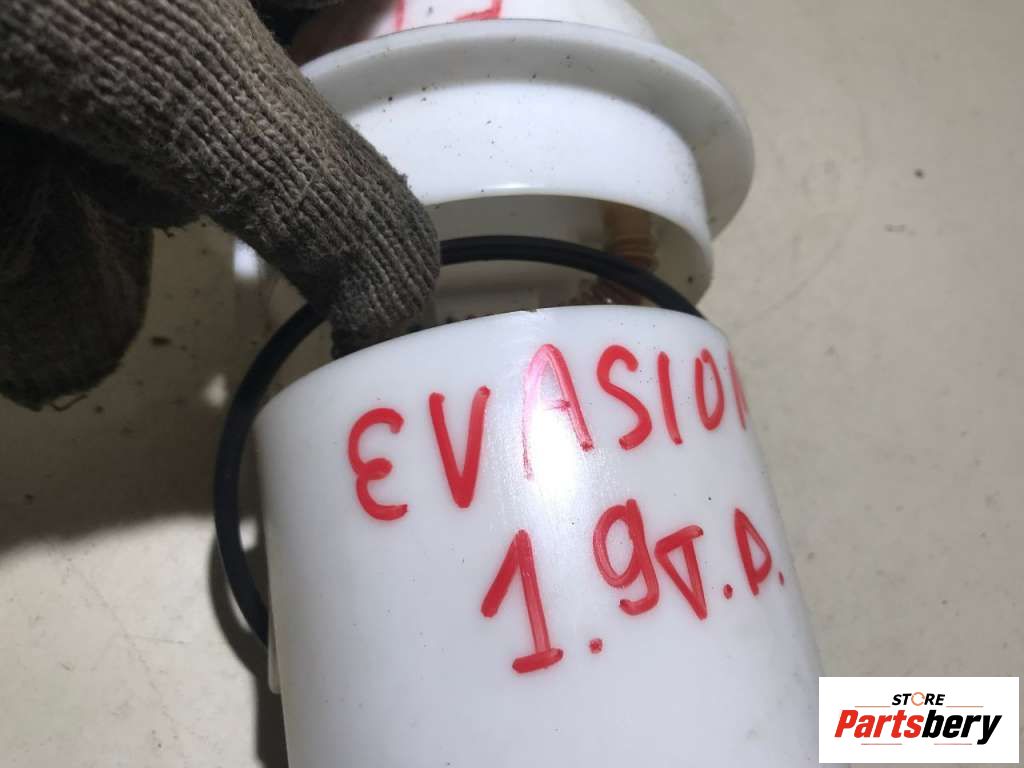 EVASION
1.9T.D.
STORE
Partsbery